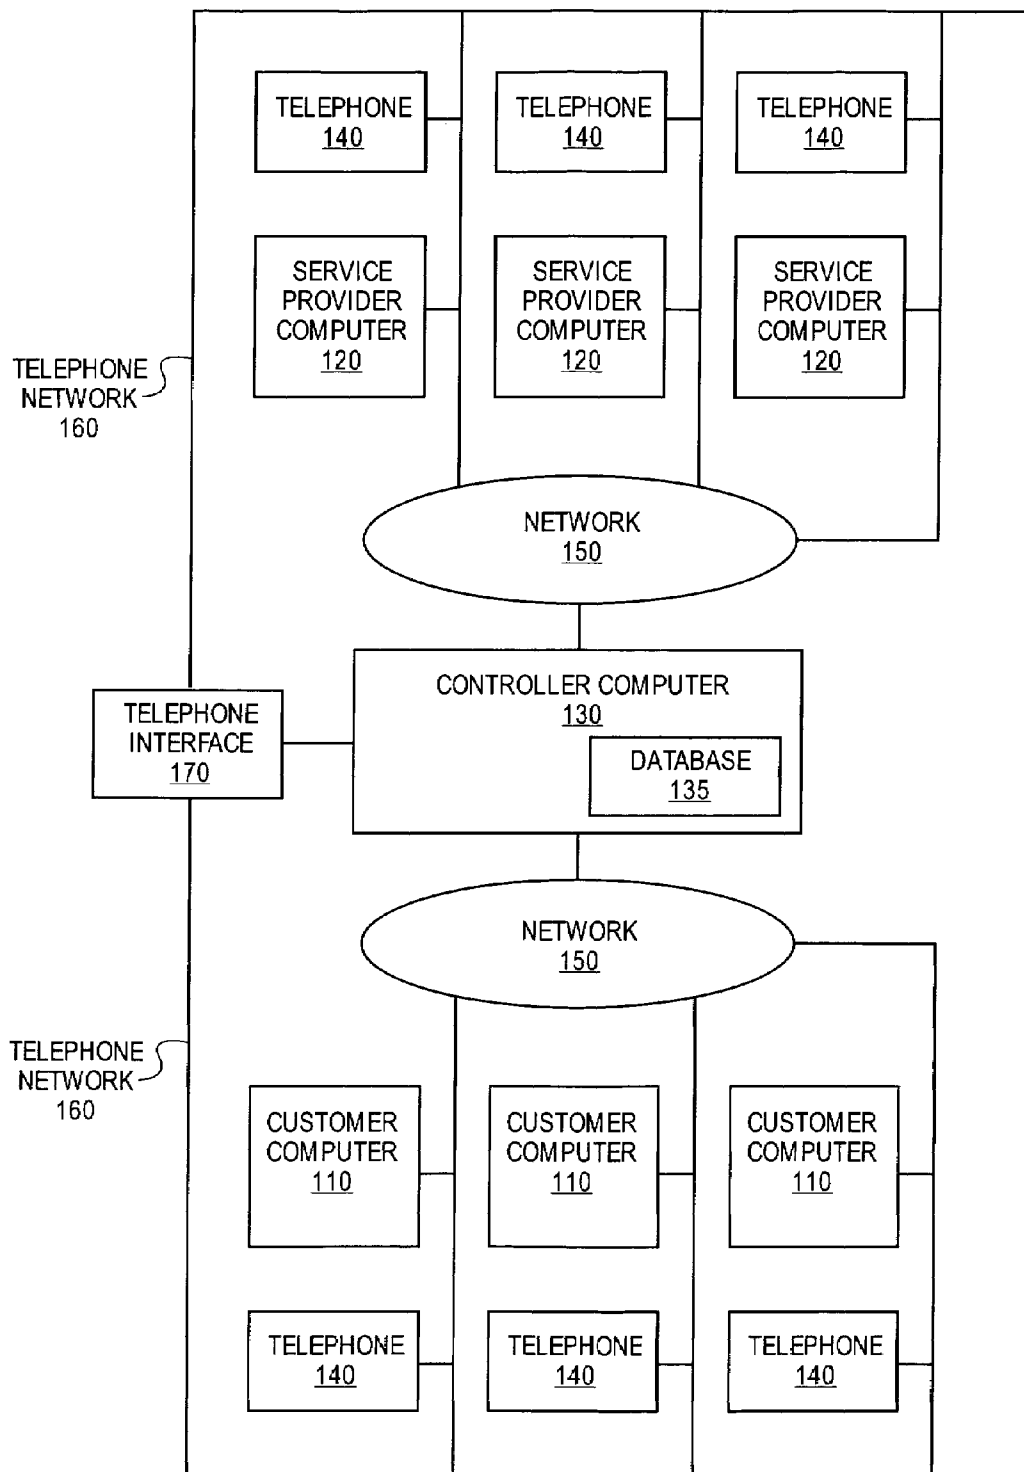 TELEPHONE
140
TELEPHONE
140
TELEPHONE
140
SERVICE
PROVIDER
COMPUTER
120
SERVICE
PROVIDER
COMPUTER
120
SERVICE
PROVIDER
COMPUTER
120
TELEPHONE
NETWORK
160
NETWORK
150
TELEPHONE
INTERFACE
170
CONTROLLER COMPUTER
130
DATABASE
135
NETWORK
150
TELEPHONE
NETWORK
160
CUSTOMER
COMPUTER
110
CUSTOMER
COMPUTER
110
CUSTOMER
COMPUTER
110
TELEPHONE
140
TELEPHONE
140
TELEPHONE
140